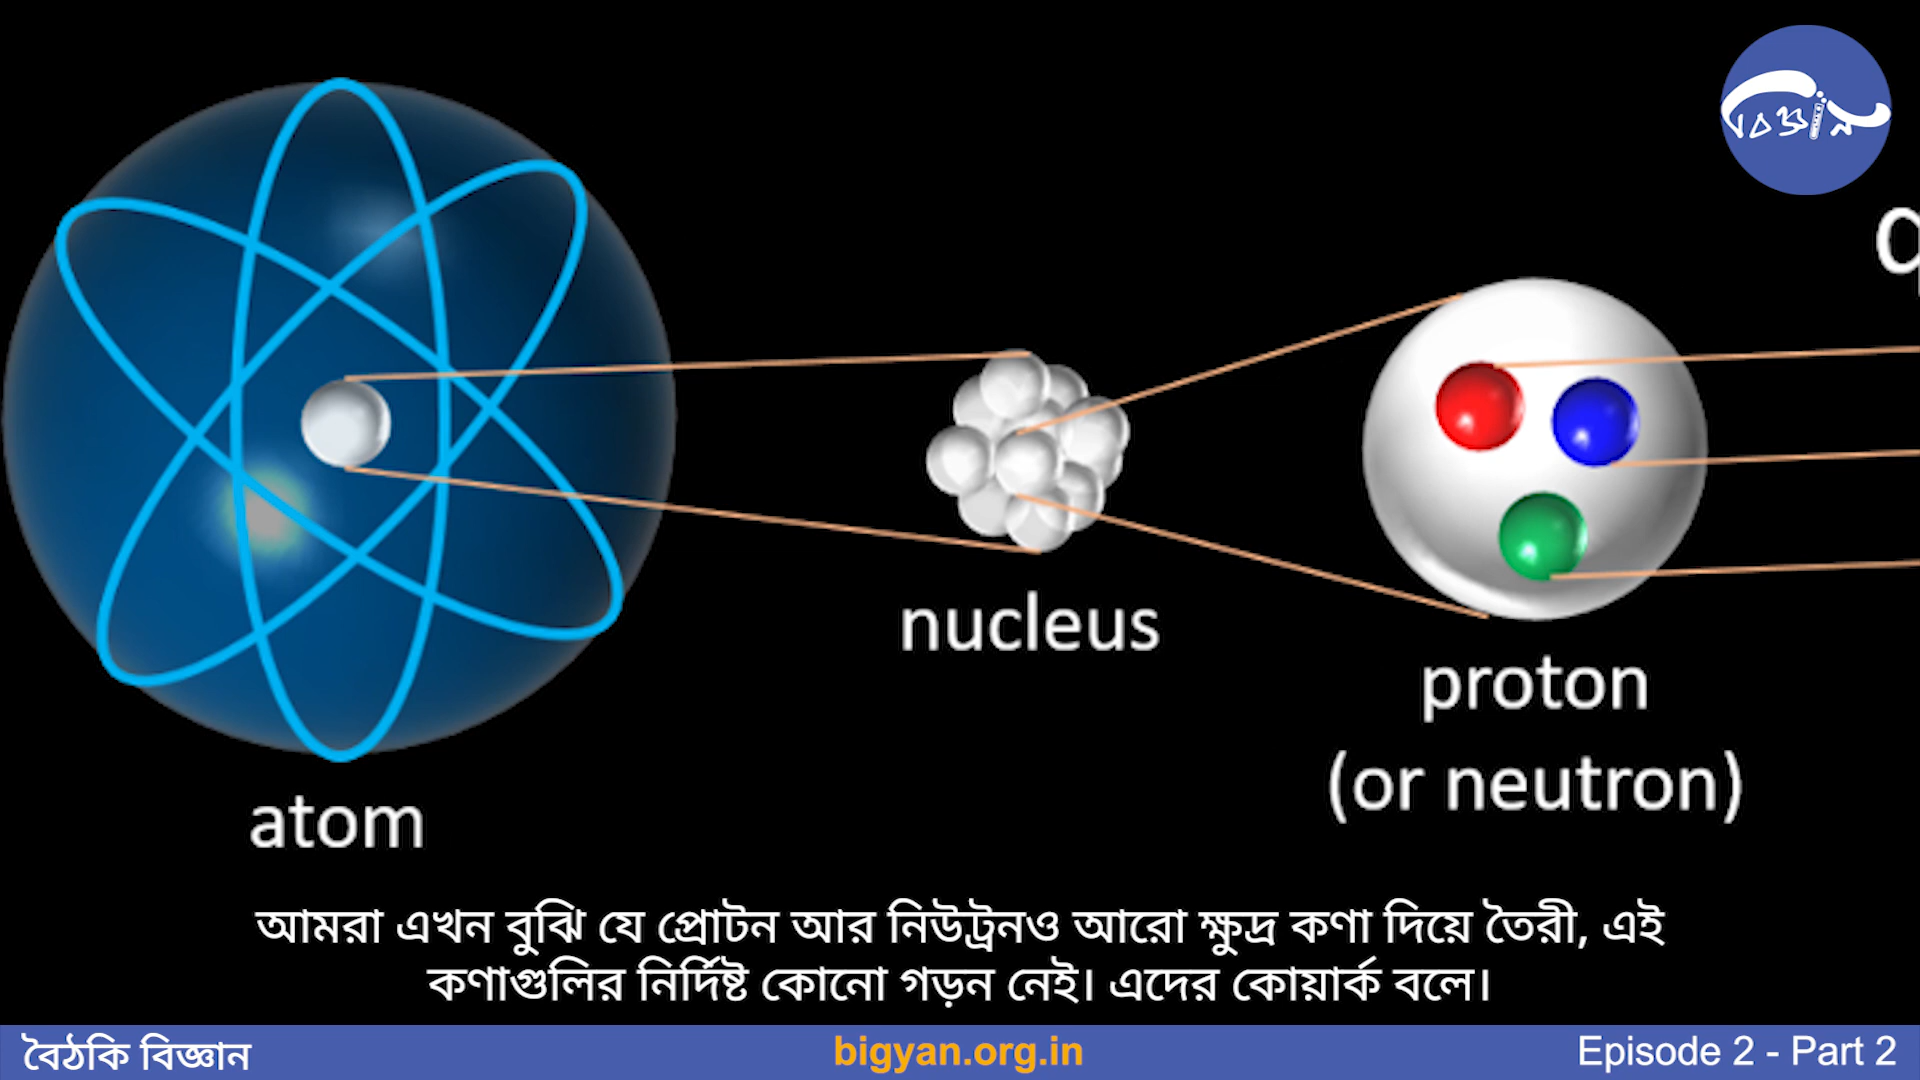 বিজ্ঞান
atom
nucleus
proton
(or neutron)
আমরা এখন বুঝি যে প্রোটন আর নিউট্রনও আরো ক্ষুদ্র কণা দিয়ে তৈরী, এই
কণাগুলির নির্দিষ্ট কোনো গড়ন নেই। এদের কোয়ার্ক বলে।
বৈঠকি বিজ্ঞান
bigyan.org.in
Episode 2 - Part 2